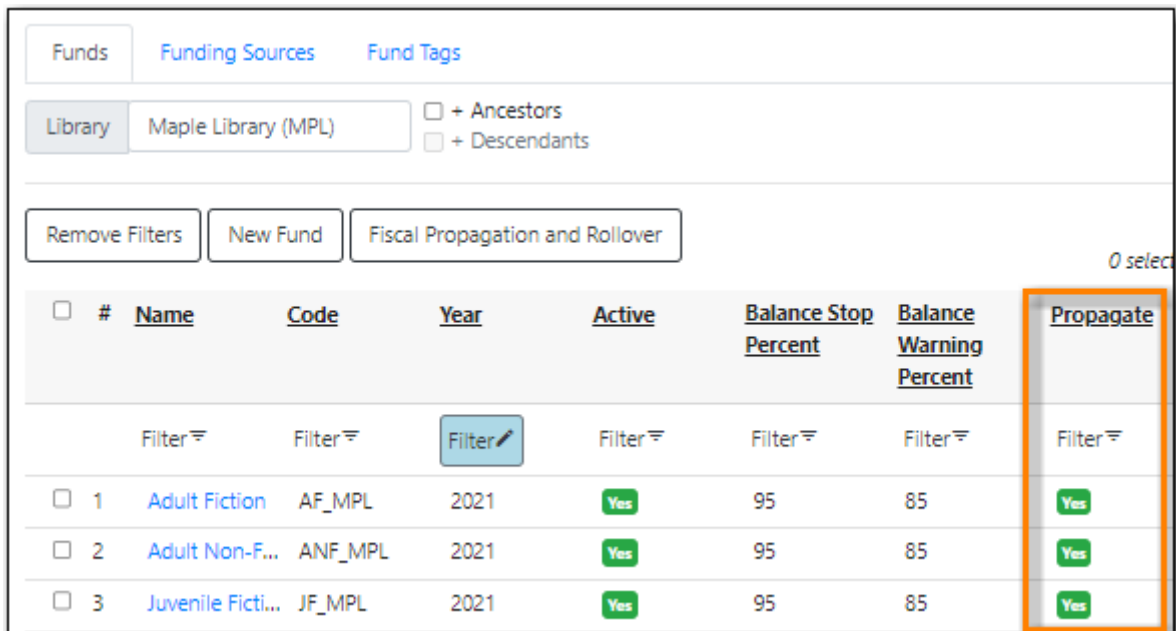 Funds Funding Sources Fund Tags
Library Maple Library (MPL) + Ancestors
+ Descendants
Remove Filters New Fund Fiscal Propagation and Rollover
0 select
# Name Code Year Active Balance Stop Percent Balance Warning Percent Propagate
Filter Filter Filter Filter Filter Filter Filter
1 Adult Fiction AF_MPL 2021 Yes 95 85 Yes
2 Adult Non-F... ANF_MPL 2021 Yes 95 85 Yes
3 Juvenile Ficti... JF_MPL 2021 Yes 95 85 Yes